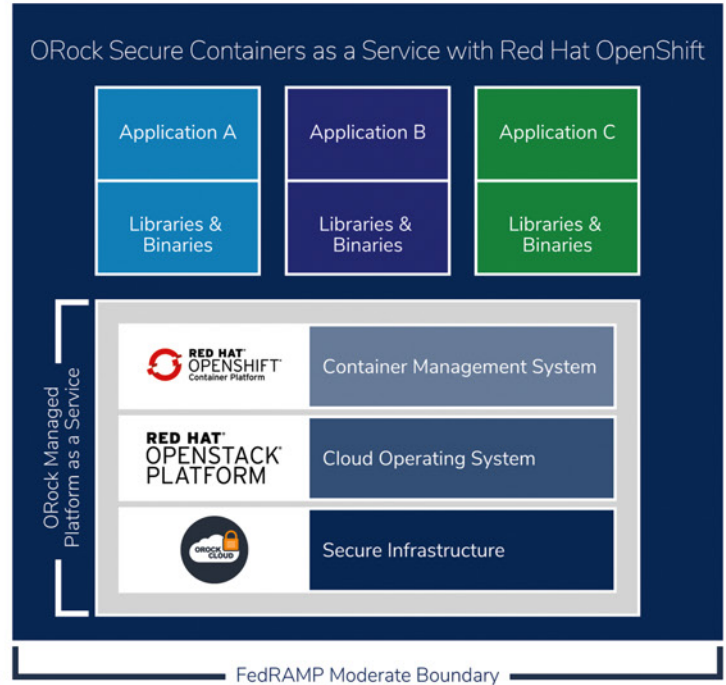 ORock Secure Containers as a Service with Red Hat OpenShift
Application A
Application B
Application C
Libraries &
Binaries
Libraries &
Binaries
Libraries &
Binaries
ORock Managed
Platform as a Service
RED HAT®
OPENSHIFT®
Container Platform
Container Management System
RED HAT®
OPENSTACK®
PLATFORM
Cloud Operating System
OROCK
CLOUD
Secure Infrastructure
FedRAMP Moderate Boundary